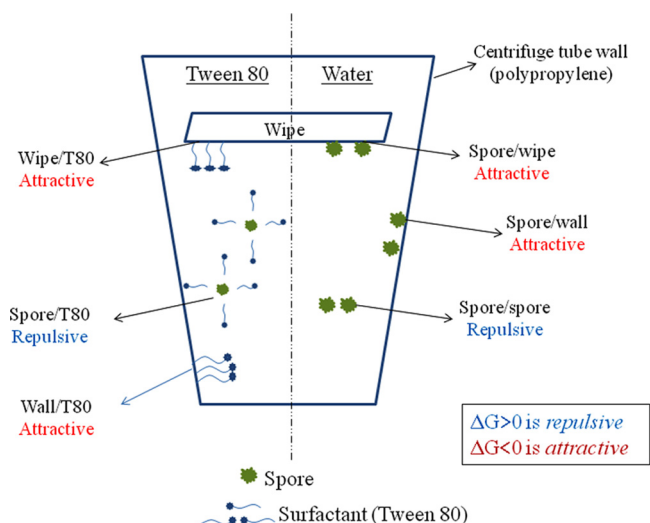 Centrifuge tube wall
(polypropylene)
Tween 80
Water
Wipe
Wipe/T80
Attractive
Spore/wipe
Attractive
Spore/wall
Attractive
Spore/T80
Repulsive
Spore/spore
Repulsive
Wall/T80
Attractive
ΔG>0 is repulsive
ΔG<0 is attractive
Spore
Surfactant (Tween 80)